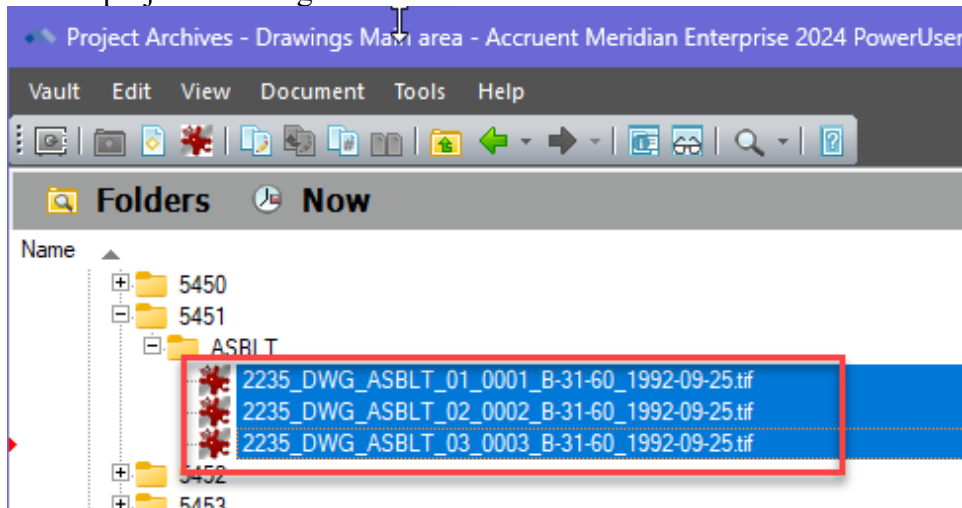 Project Archives - Drawings Main area - Accruent Meridian Enterprise 2024 PowerUser
Vault Edit View Document Tools Help
Folders Now
Name
5450
5451
ASBLT
2235_DWG_ASBLT_01_0001_B-31-60_1992-09-25.tif
2235_DWG_ASBLT_02_0002_B-31-60_1992-09-25.tif
2235_DWG_ASBLT_03_0003_B-31-60_1992-09-25.tif
5452
5453